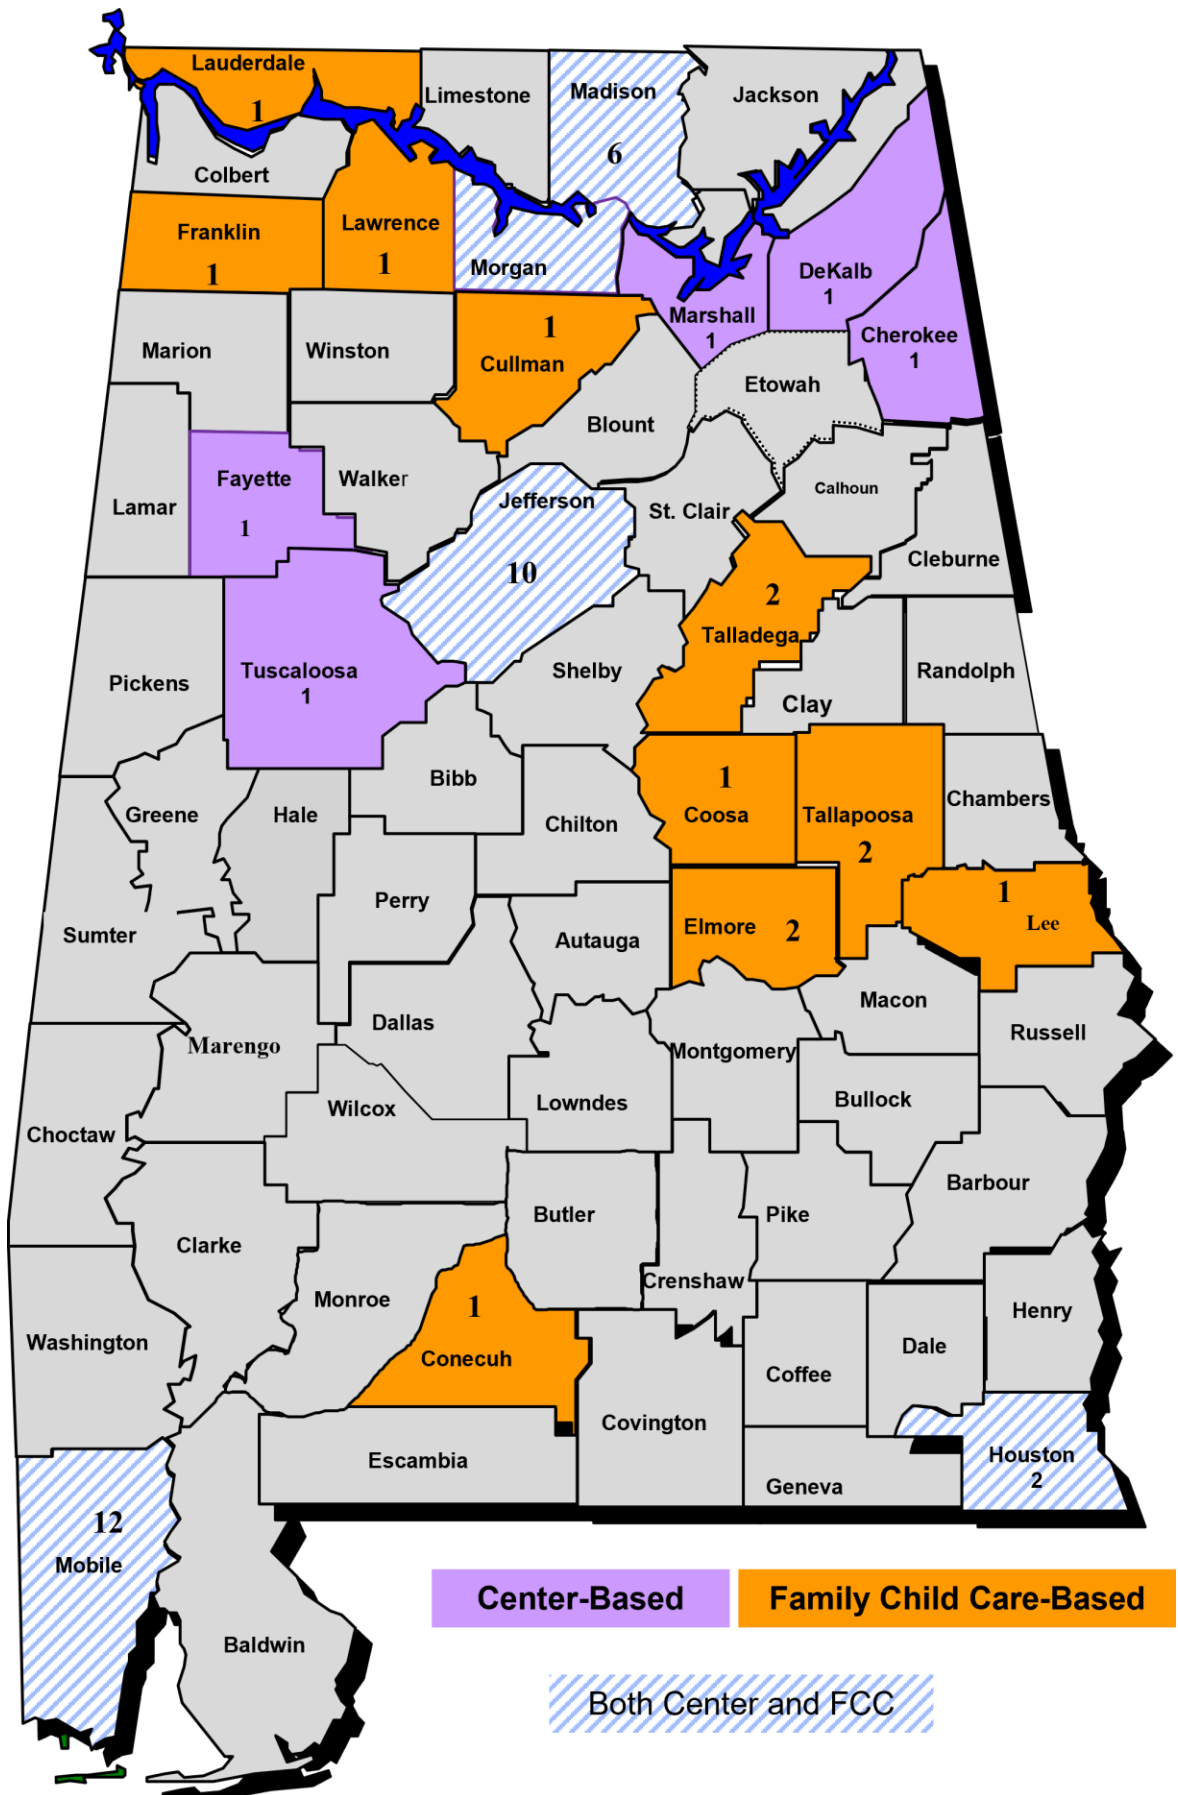 Lauderdale
1
Limestone
Madison
6
Jackson
Colbert
Franklin
1
Lawrence
1
Morgan
DeKalb
1
Marshall
1
Cherokee
1
Marion
Winston
1
Cullman
Etowah
Blount
Walker
Fayette
1
Lamar
Jefferson
10
St. Clair
Calhoun
Cleburne
2
Talladega
Pickens
Tuscaloosa
1
Shelby
Clay
Randolph
Bibb
Greene
Hale
Chilton
1
Coosa
Tallapoosa
2
Chambers
Perry
Sumter
Autauga
Elmore
2
1
Lee
Macon
Dallas
Russell
Marengo
Montgomery
Wilcox
Lowndes
Bullock
Choctaw
Barbour
Butler
Pike
Clarke
Crenshaw
Monroe
1
Conecuh
Henry
Washington
Dale
Coffee
Covington
Escambia
Houston
2
Geneva
12
Mobile
Baldwin
Center-Based
Family Child Care-Based
Both Center and FCC